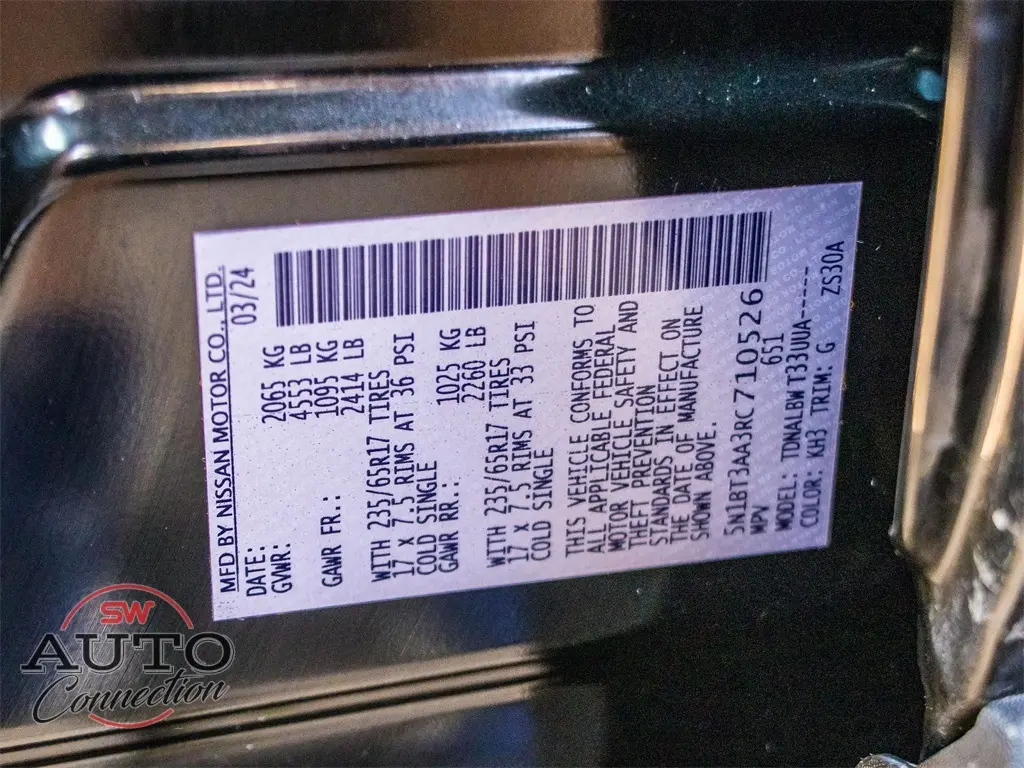 MFD BY NISSAN MOTOR CO., LTD.
DATE: 03/24
GVWR: 2065 KG
4553 LB
GAWR FR.: 1095 KG
2414 LB
WITH 235/65R17 TIRES
17 X 7.5 RIMS AT 36 PSI
COLD SINGLE
GAWR RR.: 1025 KG
2260 LB
WITH 235/65R17 TIRES
17 X 7.5 RIMS AT 33 PSI
COLD SINGLE
THIS VEHICLE CONFORMS TO
ALL APPLICABLE FEDERAL
MOTOR VEHICLE SAFETY AND
THEFT PREVENTION
STANDARDS IN EFFECT ON
THE DATE OF MANUFACTURE
SHOWN ABOVE.
5N1BT3AA3RC710526
MPV 651
MODEL: TDNALBWT33UUA-----
COLOR: KH3 TRIM: G ZS30A
SW
AUTO
Connection